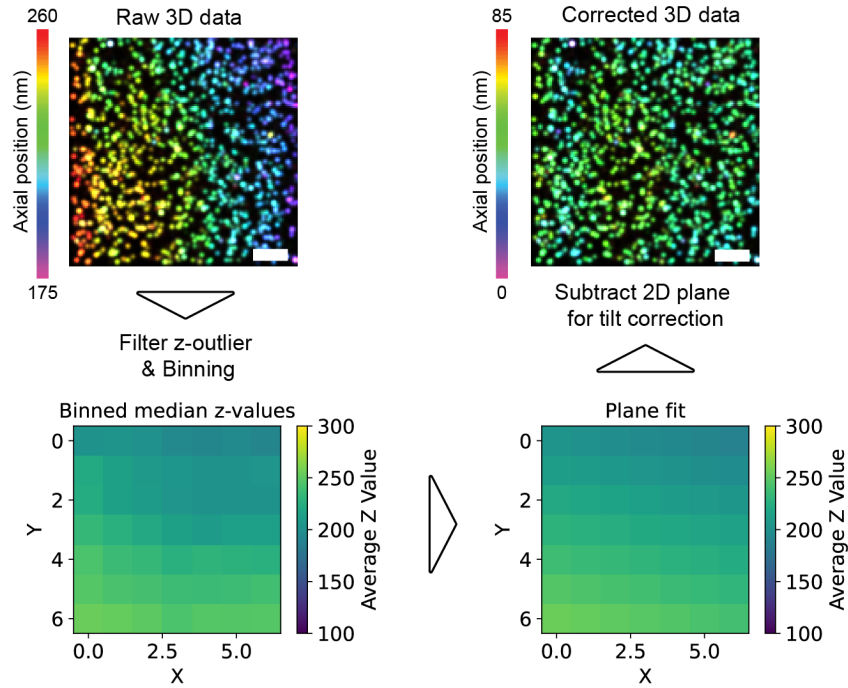 Raw 3D data
260
Axial position (nm)
175
Corrected 3D data
85
Axial position (nm)
0
Filter z-outlier
& Binning
Subtract 2D plane
for tilt correction
Binned median z-values
0
2
4
6
Y
0.0
2.5
5.0
X
300
250
200
150
100
Average Z Value
Plane fit
0
2
4
6
Y
0.0
2.5
5.0
X
300
250
200
150
100
Average Z Value